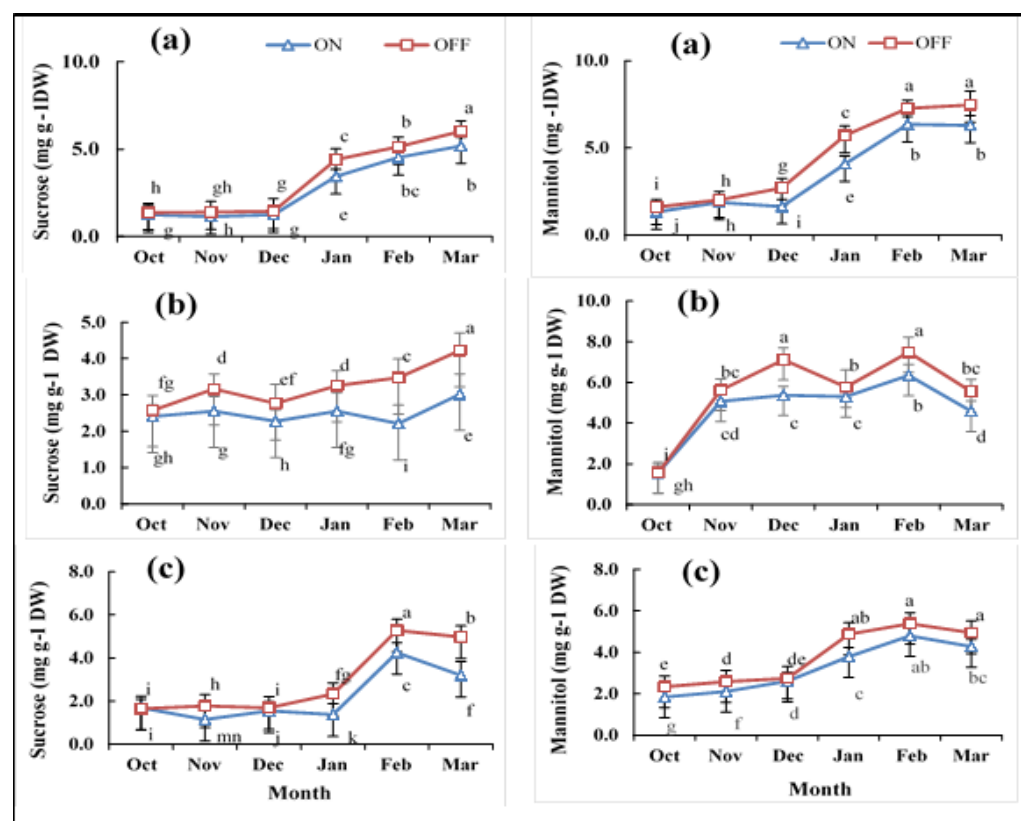 (a)
ON
OFF
Sucrose (mg g -1DW)
10.0
5.0
0.0
h
gh
g
c
b
a
g
h
g
e
bc
b
Oct Nov Dec Jan Feb Mar
(a)
ON
OFF
Mannitol (mg -1DW)
10.0
5.0
0.0
i
h
g
c
a
a
j
h
i
e
b
b
Oct Nov Dec Jan Feb Mar
(b)
Sucrose (mg g-1 DW)
5.0
4.0
3.0
2.0
1.0
0.0
fg
d
ef
d
c
a
gh
g
h
fg
i
e
Oct Nov Dec Jan Feb Mar
(b)
Mannitol (mg g-1 DW)
10.0
8.0
6.0
4.0
2.0
0.0
i
bc
a
b
a
bc
gh
cd
c
c
b
d
Oct Nov Dec Jan Feb Mar
(c)
Sucrose (mg g-1 DW)
8.0
6.0
4.0
2.0
0.0
i
h
i
fg
a
b
i
mn
j
k
c
f
Oct Nov Dec Jan Feb Mar
Month
(c)
Mannitol (mg g-1 DW)
8.0
6.0
4.0
2.0
0.0
e
d
de
ab
a
a
g
f
d
c
ab
bc
Oct Nov Dec Jan Feb Mar
Month